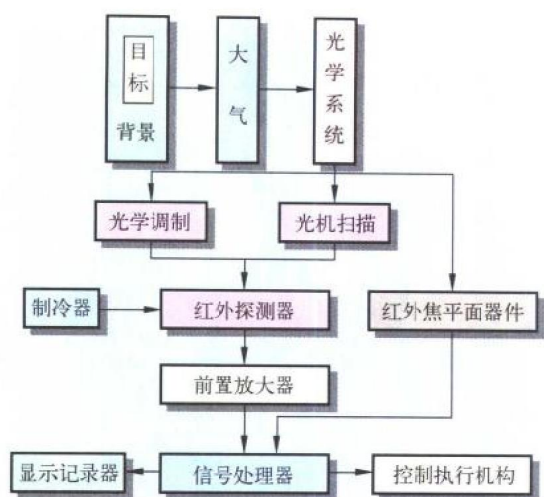 目标
背景
大气
光学系统
光学调制
光机扫描
制冷器
红外探测器
红外焦平面器件
前置放大器
显示记录器
信号处理器
控制执行机构